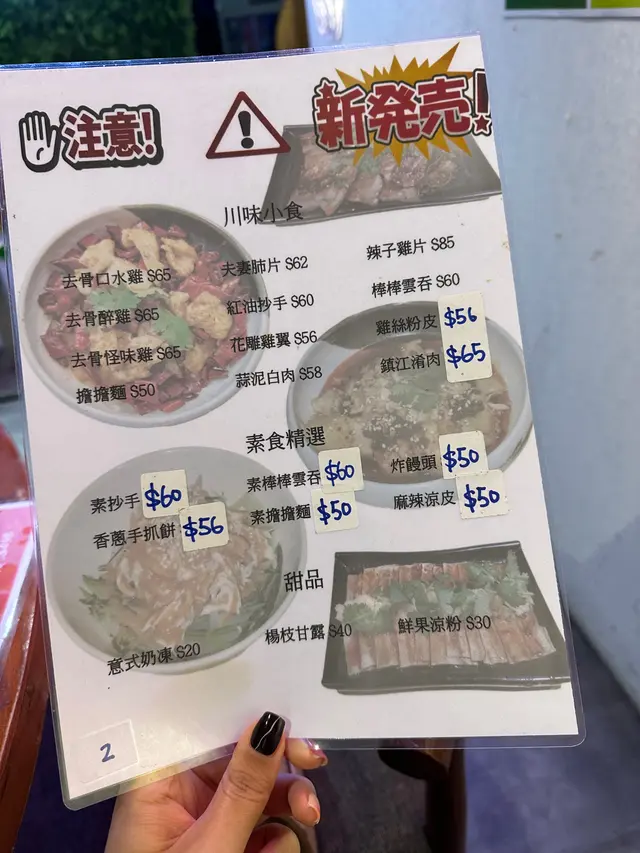 注意!
!
新発売!
川味小食
去骨口水雞 $65
夫妻肺片 $62
辣子雞片 $85
去骨醉雞 $65
紅油抄手 $60
棒棒雲吞 $60
去骨怪味雞 $65
花雕雞翼 $56
雞絲粉皮 $56
擔擔麵 $50
蒜泥白肉 $58
鎮江淆肉 $65
素食精選
素抄手 $60
素棒棒雲吞 $60
炸饅頭 $50
香蔥手抓餅 $56
素擔擔麵 $50
麻辣涼皮 $50
甜品
意式奶凍 $20
楊枝甘露 $40
鮮果涼粉 $30
2